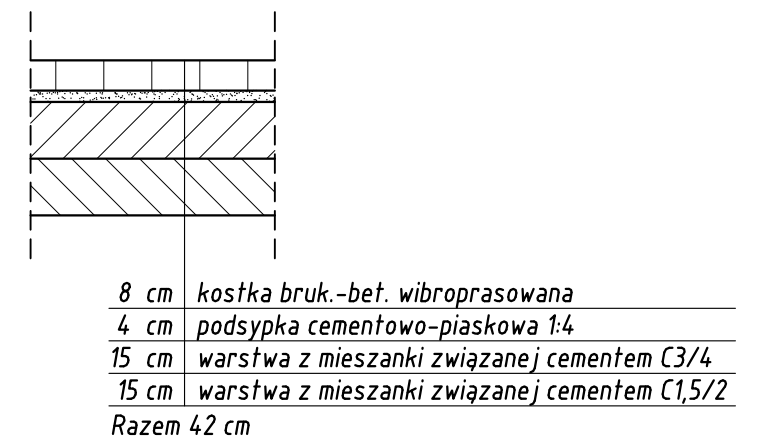 8 cm kostka bruk.-bet. wibroprasowana
4 cm podsypka cementowo-piaskowa 1:4
15 cm warstwa z mieszanki związanej cementem C3/4
15 cm warstwa z mieszanki związanej cementem C1,5/2
Razem 42 cm